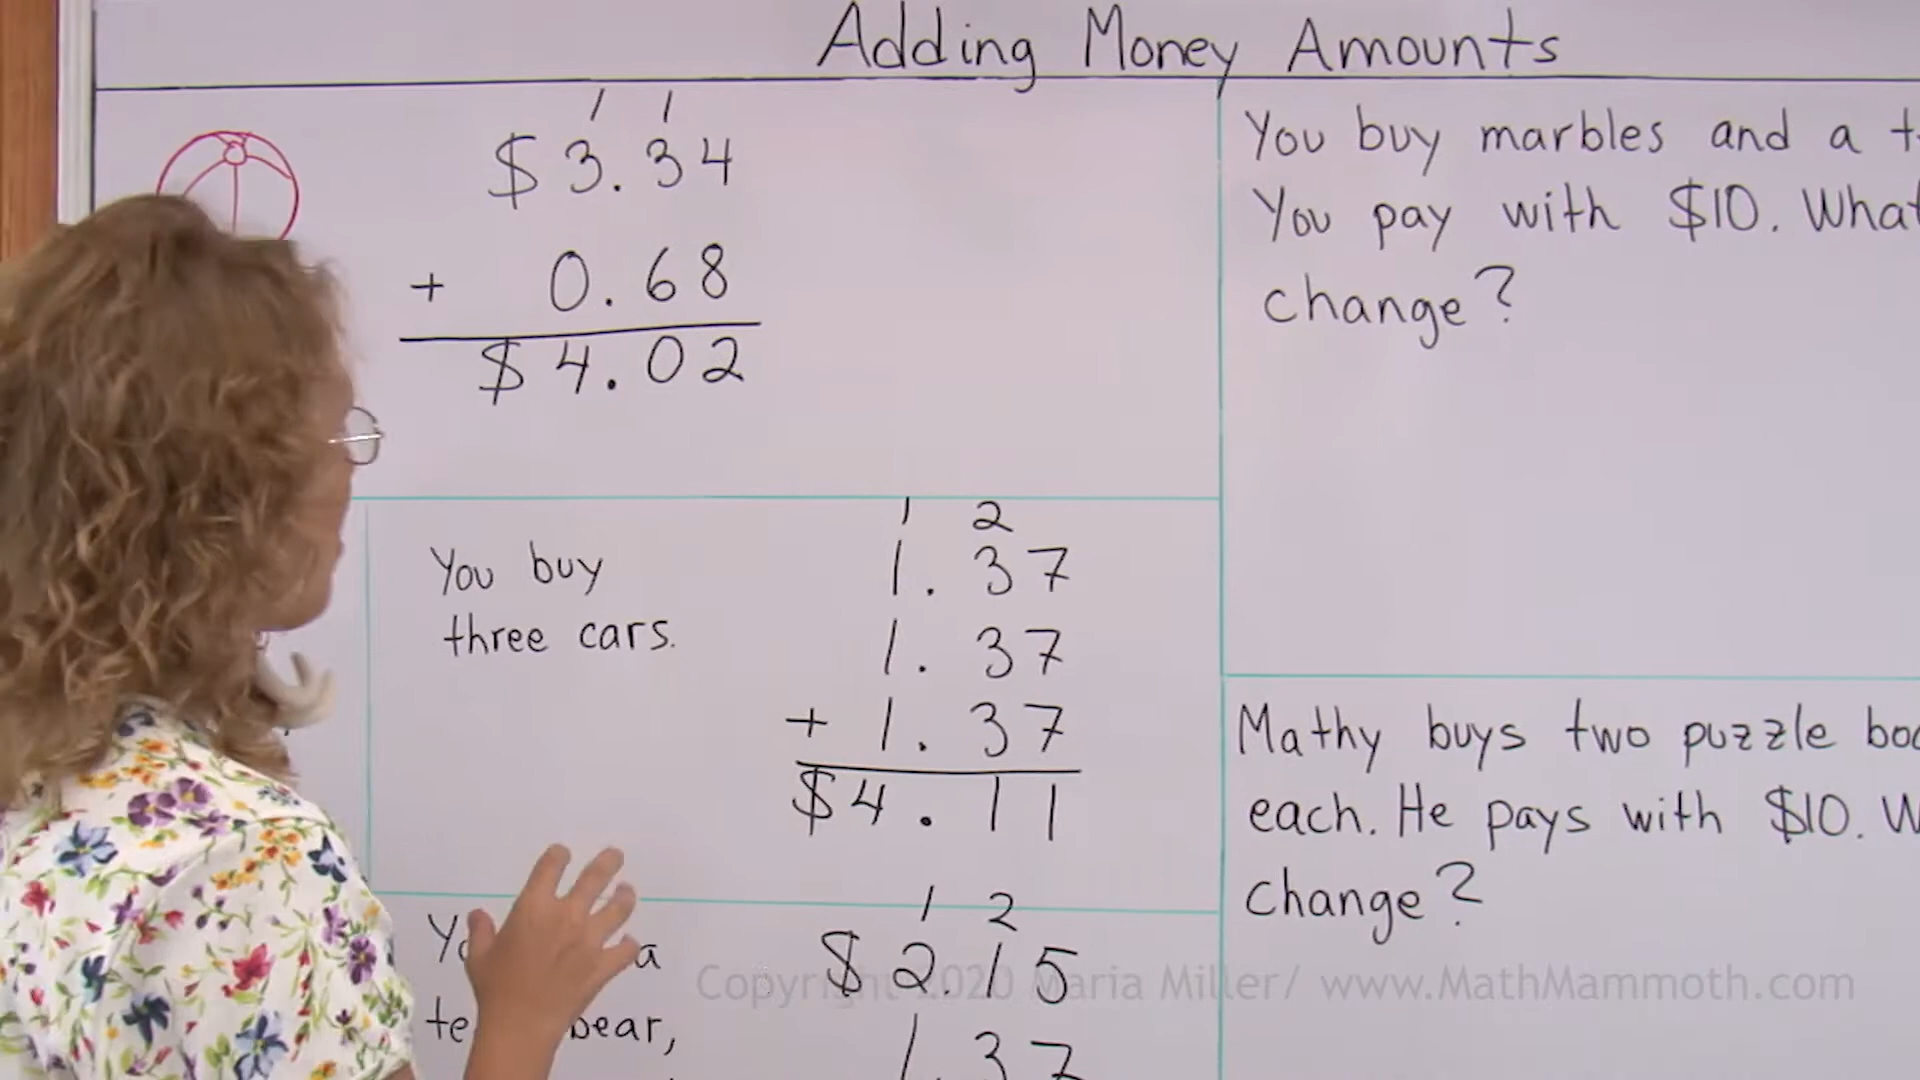 Adding Money Amounts
1 1
$3.34
+ 0.68
$4.02
You buy marbles and a
You pay with $10.
change?
You buy
three cars.
1 2
1.37
1.37
+ 1.37
$4.11
Mathy buys two puzzle
each. He pays with $10.
change?
a
bear,
1 2
$2.15
1.37
Copyright 2020 Maria Miller/ www.MathMammoth.com